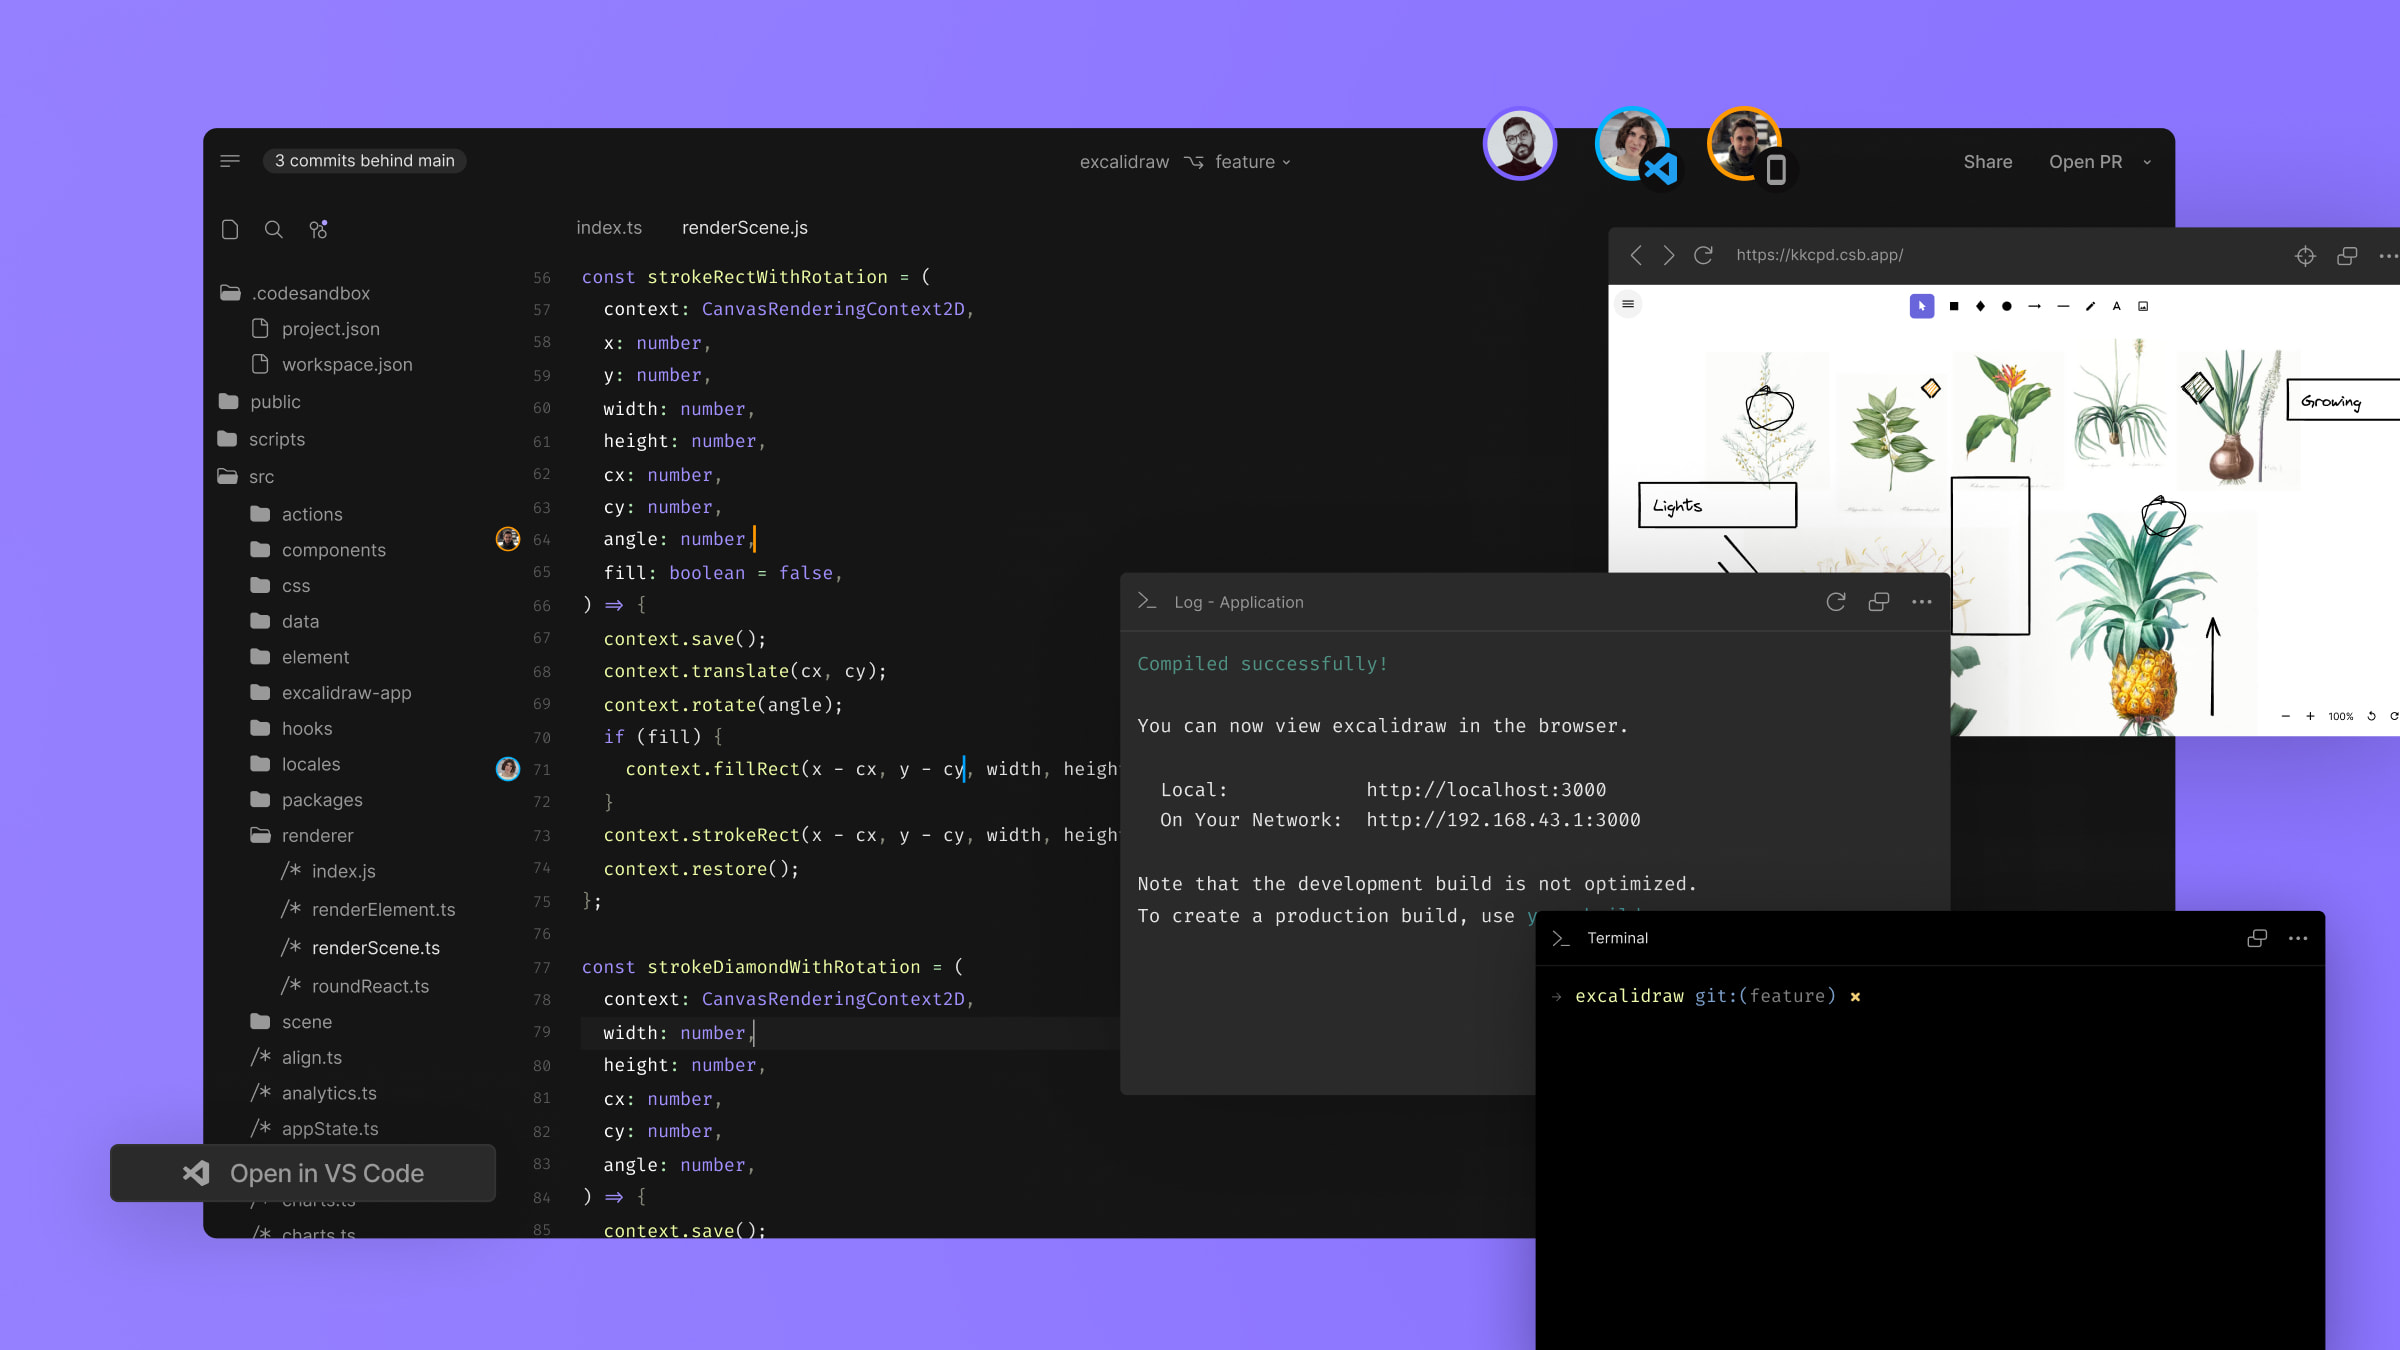 3 commits behind main
excalidraw
feature
Share
Open PR
index.ts
renderScene.js
.codesandbox
project.json
workspace.json
public
scripts
src
actions
components
css
data
element
excalidraw-app
hooks
locales
packages
renderer
/* index.js
/* renderElement.ts
/* renderScene.ts
/* roundReact.ts
scene
/* align.ts
/* analytics.ts
/* appState.ts
/* charts.ts
/* charts.ts
Open in VS Code
56 const strokeRectWithRotation = (
57 context: CanvasRenderingContext2D,
58 x: number,
59 y: number,
60 width: number,
61 height: number,
62 cx: number,
63 cy: number,
64 angle: number,
65 fill: boolean = false,
66 ) => {
67 context.save();
68 context.translate(cx, cy);
69 context.rotate(angle);
70 if (fill) {
71 context.fillRect(x - cx, y - cy, width, heigh
72 }
73 context.strokeRect(x - cx, y - cy, width, heigh
74 context.restore();
75 };
76
77 const strokeDiamondWithRotation = (
78 context: CanvasRenderingContext2D,
79 width: number,
80 height: number,
81 cx: number,
82 cy: number,
83 angle: number,
84 ) => {
85 context.save();
https://kkcpd.csb.app/
A
Growing
Lights
100%
Log - Application
Compiled successfully!
You can now view excalidraw in the browser.
Local: http://localhost:3000
On Your Network: http://192.168.43.1:3000
Note that the development build is not optimized.
To create a production build, use
Terminal
→ excalidraw git:(feature) ✖